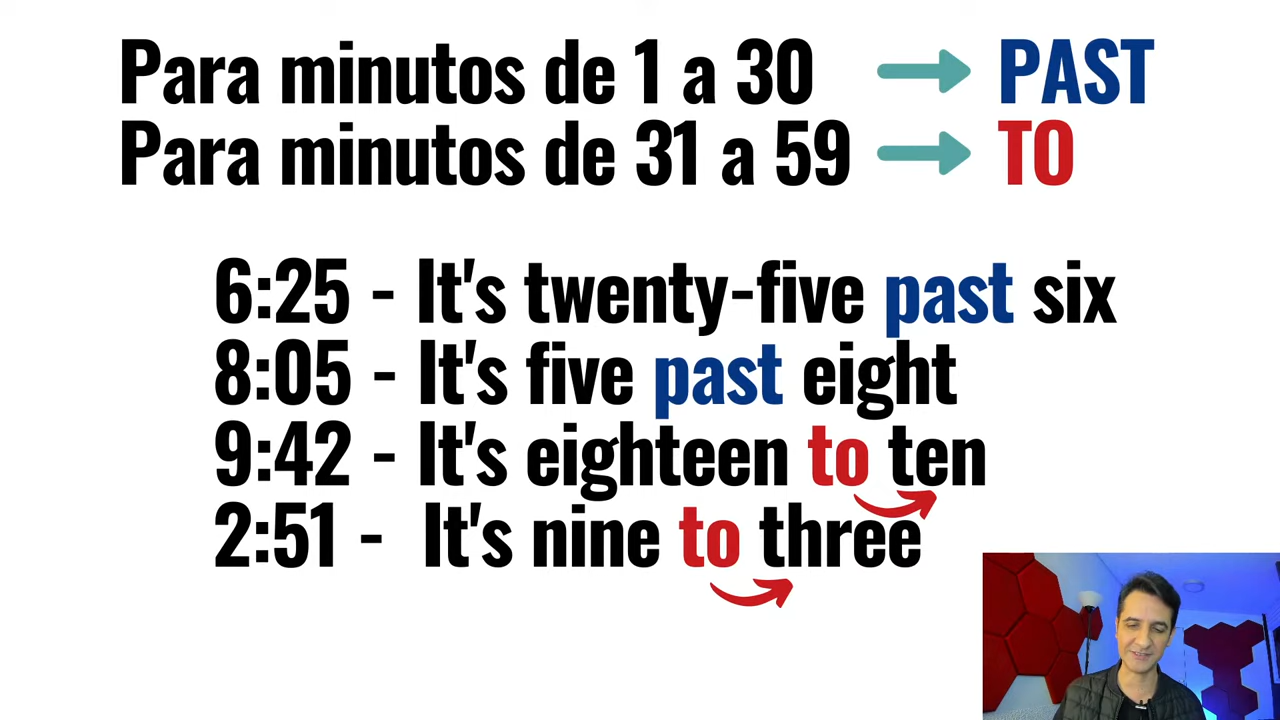 Para minutos de 1 a 30 → PAST
Para minutos de 31 a 59 → TO
6:25 - It's twenty-five past six
8:05 - It's five past eight
9:42 - It's eighteen to ten
2:51 - It's nine to three